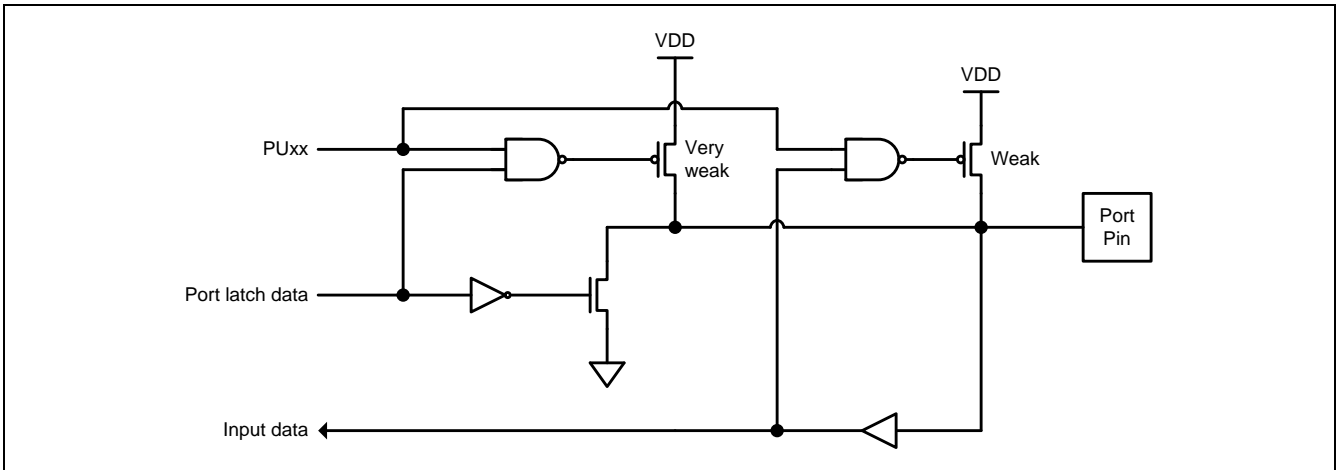 VDD
VDD
PUxx
Very
weak
Weak
Port
Pin
Port latch data
Input data